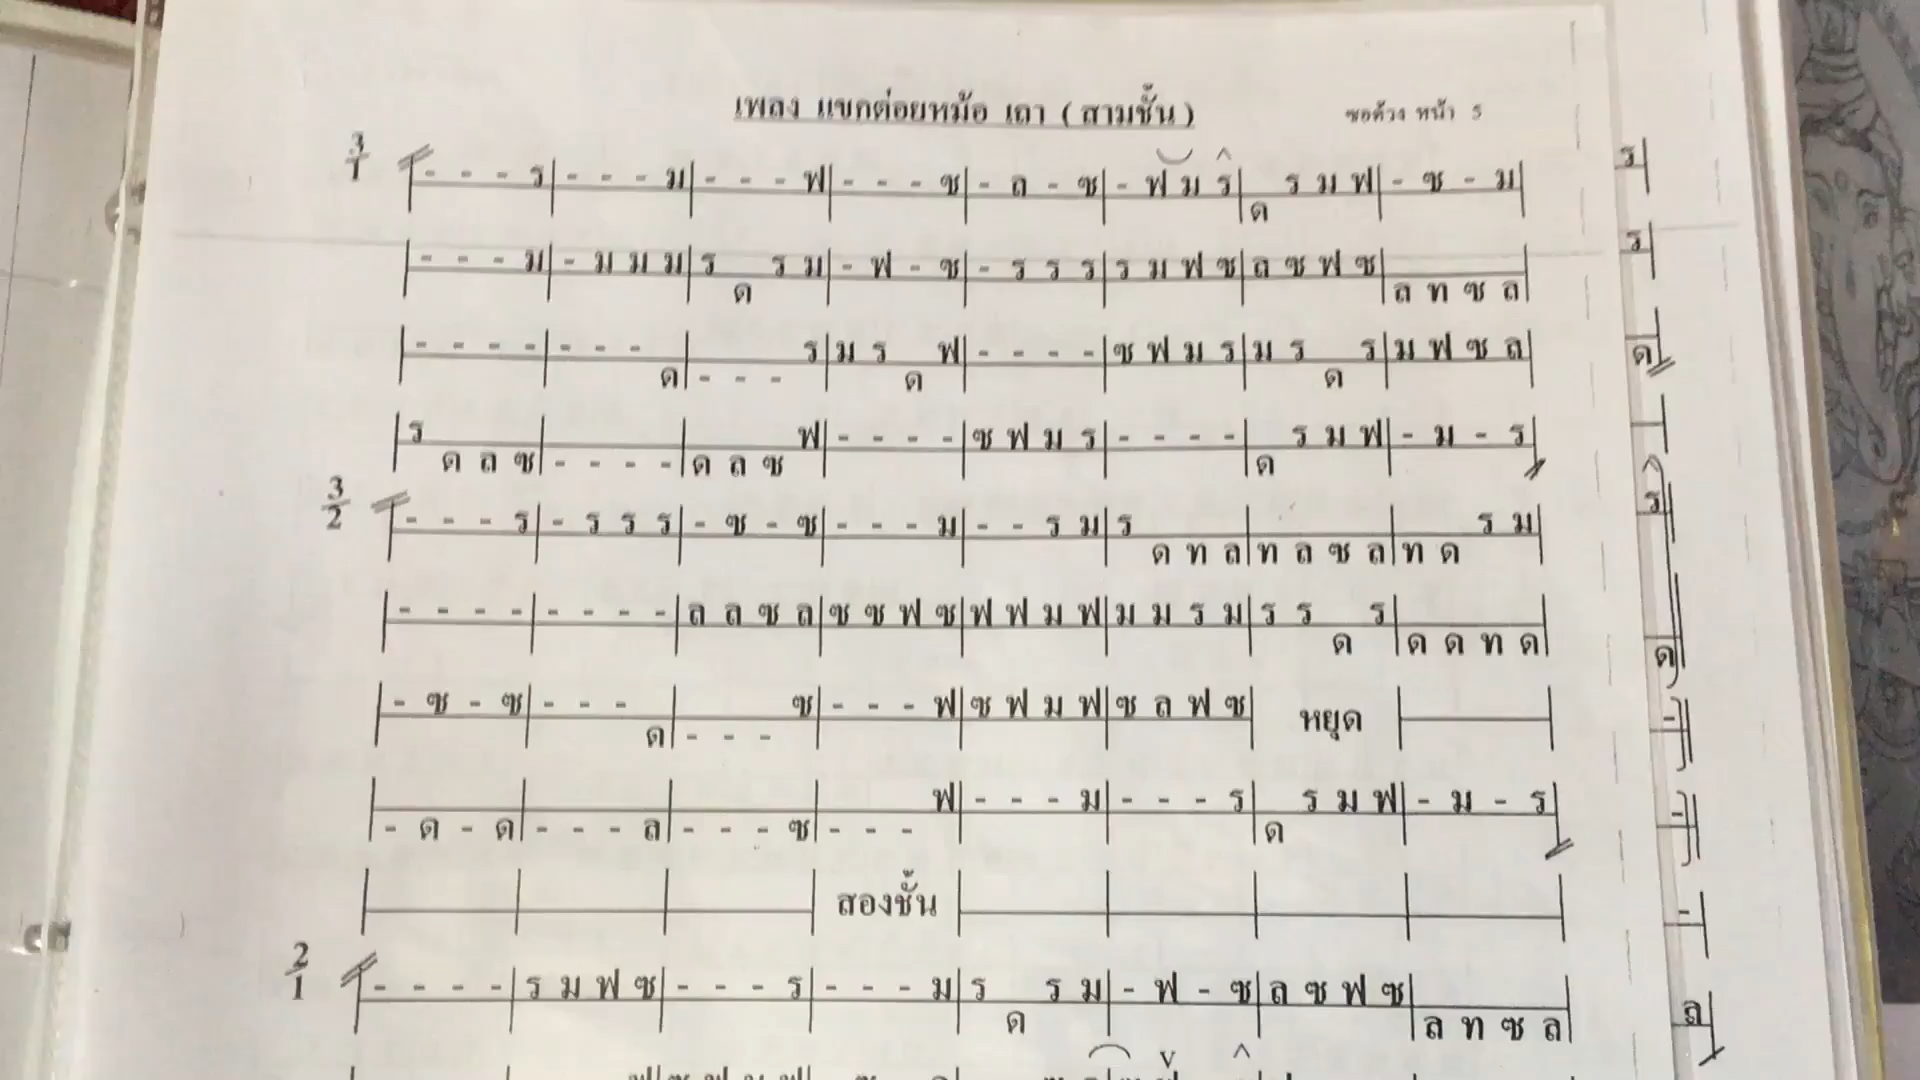 เพลง แขกต่อยหม้อ เถา ( สามชั้น ) ซอด้วง หน้า 5
3/1 - - - ร|- - - ม|- - - ฟ|- - - ซ|- ล - ซ|- ฟ ม ร|ด ร ม ฟ|- ซ - ม|
|- - - ม|- ม ม ม|ร ด ร ม|- ฟ - ซ|- ร ร ร|ร ม ฟ ซ|ล ซ ฟ ซ|ล ท ซ ล|
|- - - -|- - - ด|- - - ร|ม ร ด ฟ|- - - -|ซ ฟ ม ร|ม ร ด ร|ม ฟ ซ ล|
|ร ด ล ซ|- - - -|ด ล ซ ฟ|- - - -|ซ ฟ ม ร|- - - -|ด ร ม ฟ|- ม - ร|
3/2 - - - ร|- ร ร ร|- ซ - ซ|- - - ม|- - ร ม|ร ด ท ล|ท ล ซ ล|ท ด ร ม|
|- - - -|- - - -|ล ล ซ ล|ซ ซ ฟ ซ|ฟ ฟ ม ฟ|ม ม ร ม|ร ร ด ร|ด ด ท ด|
|- ซ - ซ|- - - ด|- - - ซ|- - - ฟ|ซ ฟ ม ฟ|ซ ล ฟ ซ| หยุด | |
|- ด - ด|- - - ล|- - - ซ|- - - ฟ|- - - ม|- - - ร|ด ร ม ฟ|- ม - ร|
สองชั้น
2/1 - - - -|ร ม ฟ ซ|- - - ร|- - - ม|ร ด ร ม|- ฟ - ซ|ล ซ ฟ ซ|ล ท ซ ล|
ร
ร
ด
ร
ด
-
-
-
ล